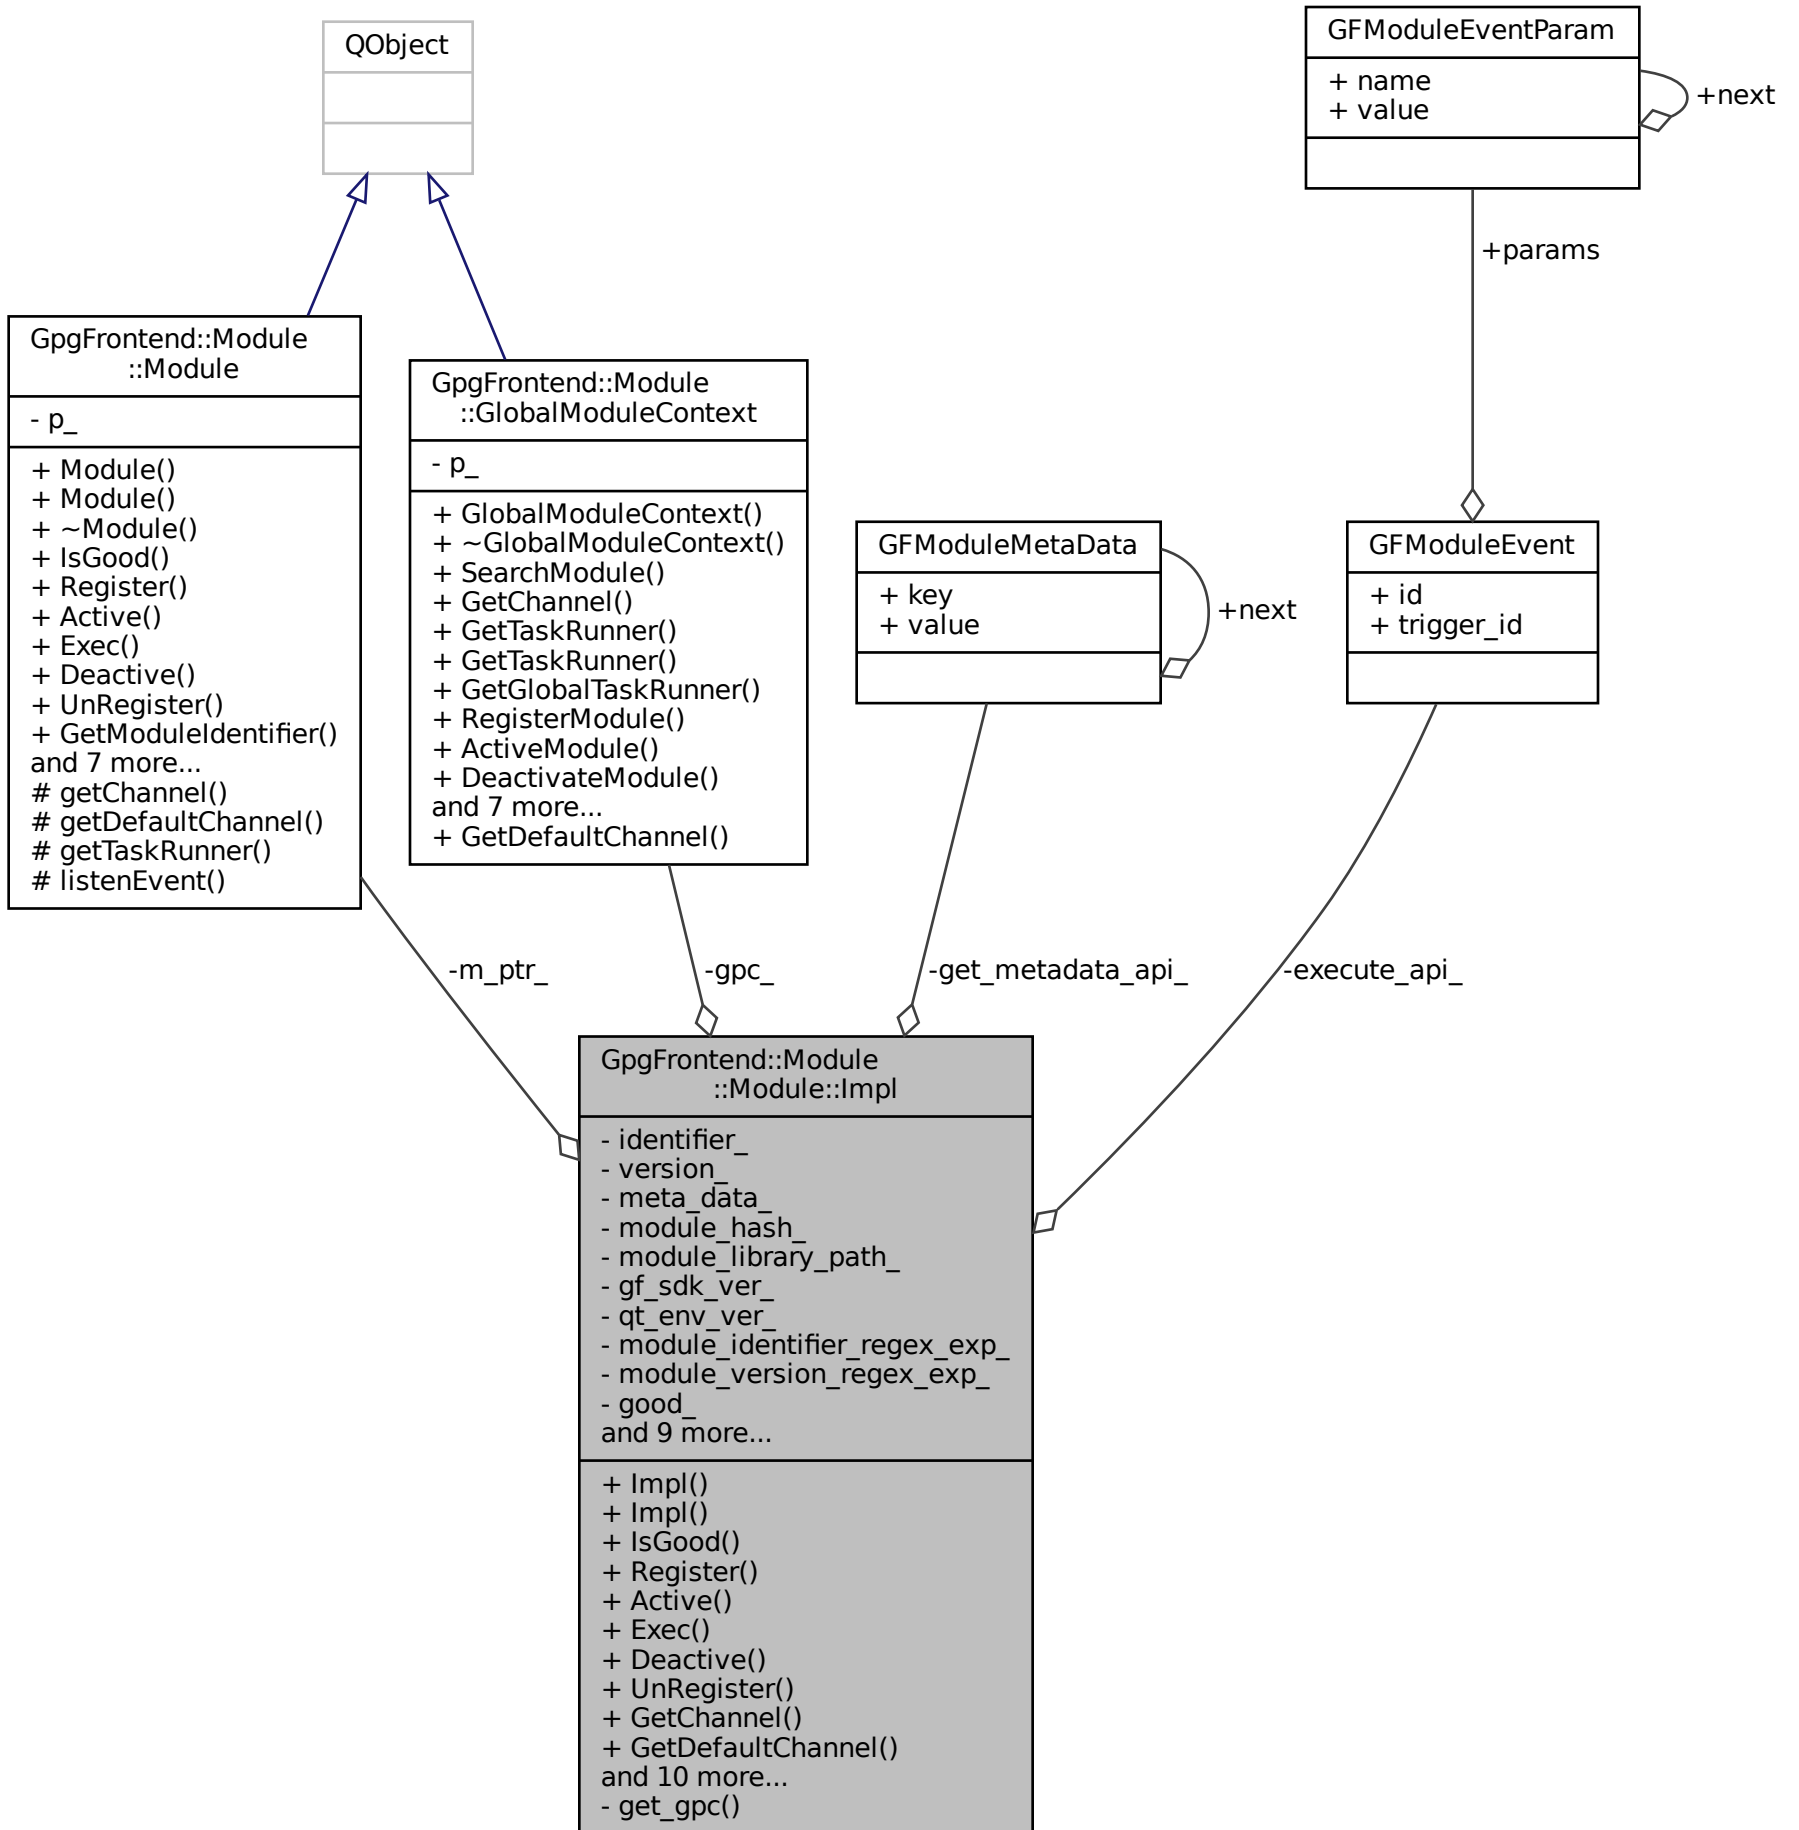 QObject
GFModuleEventParam
+ name
+ value
+next
+params
GpgFrontend::Module
::Module
- p_
+ Module()
+ Module()
+ ~Module()
+ IsGood()
+ Register()
+ Active()
+ Exec()
+ Deactive()
+ UnRegister()
+ GetModuleIdentifier()
and 7 more...
# getChannel()
# getDefaultChannel()
# getTaskRunner()
# listenEvent()
GpgFrontend::Module
::GlobalModuleContext
- p_
+ GlobalModuleContext()
+ ~GlobalModuleContext()
+ SearchModule()
+ GetChannel()
+ GetTaskRunner()
+ GetTaskRunner()
+ GetGlobalTaskRunner()
+ RegisterModule()
+ ActiveModule()
+ DeactivateModule()
and 7 more...
+ GetDefaultChannel()
GFModuleMetaData
+ key
+ value
+next
GFModuleEvent
+ id
+ trigger_id
-m_ptr_
-gpc_
-get_metadata_api_
-execute_api_
GpgFrontend::Module
::Module::Impl
- identifier_
- version_
- meta_data_
- module_hash_
- module_library_path_
- gf_sdk_ver_
- qt_env_ver_
- module_identifier_regex_exp_
- module_version_regex_exp_
- good_
and 9 more...
+ Impl()
+ Impl()
+ IsGood()
+ Register()
+ Active()
+ Exec()
+ Deactive()
+ UnRegister()
+ GetChannel()
+ GetDefaultChannel()
and 10 more...
- get_gpc()